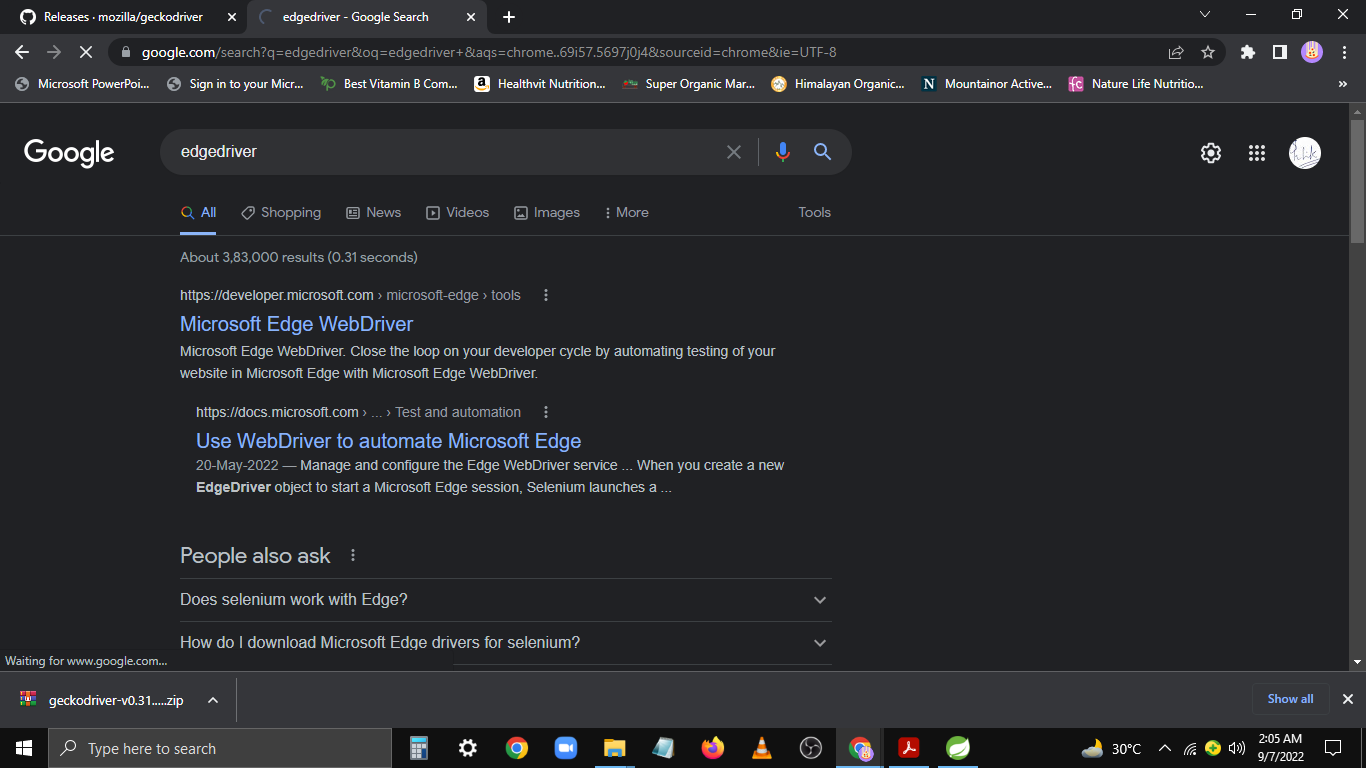 Releases · mozilla/geckodriver
edgedriver - Google Search
google.com/search?q=edgedriver&oq=edgedriver+&aqs=chrome..69i57.5697j0j4&sourceid=chrome&ie=UTF-8
Microsoft PowerPoi...
Sign in to your Micr...
Best Vitamin B Com...
Healthvit Nutrition...
Super Organic Mar...
Himalayan Organic...
Mountainor Active...
Nature Life Nutritio...
Google
edgedriver
All
Shopping
News
Videos
Images
More
Tools
About 3,83,000 results (0.31 seconds)
https://developer.microsoft.com › microsoft-edge › tools
Microsoft Edge WebDriver
Microsoft Edge WebDriver. Close the loop on your developer cycle by automating testing of your
website in Microsoft Edge with Microsoft Edge WebDriver.
https://docs.microsoft.com › ... › Test and automation
Use WebDriver to automate Microsoft Edge
20-May-2022 — Manage and configure the Edge WebDriver service ... When you create a new
EdgeDriver object to start a Microsoft Edge session, Selenium launches a ...
People also ask
Does selenium work with Edge?
How do I download Microsoft Edge drivers for selenium?
Waiting for www.google.com...
geckodriver-v0.31.....zip
Show all
Type here to search
30°C
2:05 AM
9/7/2022